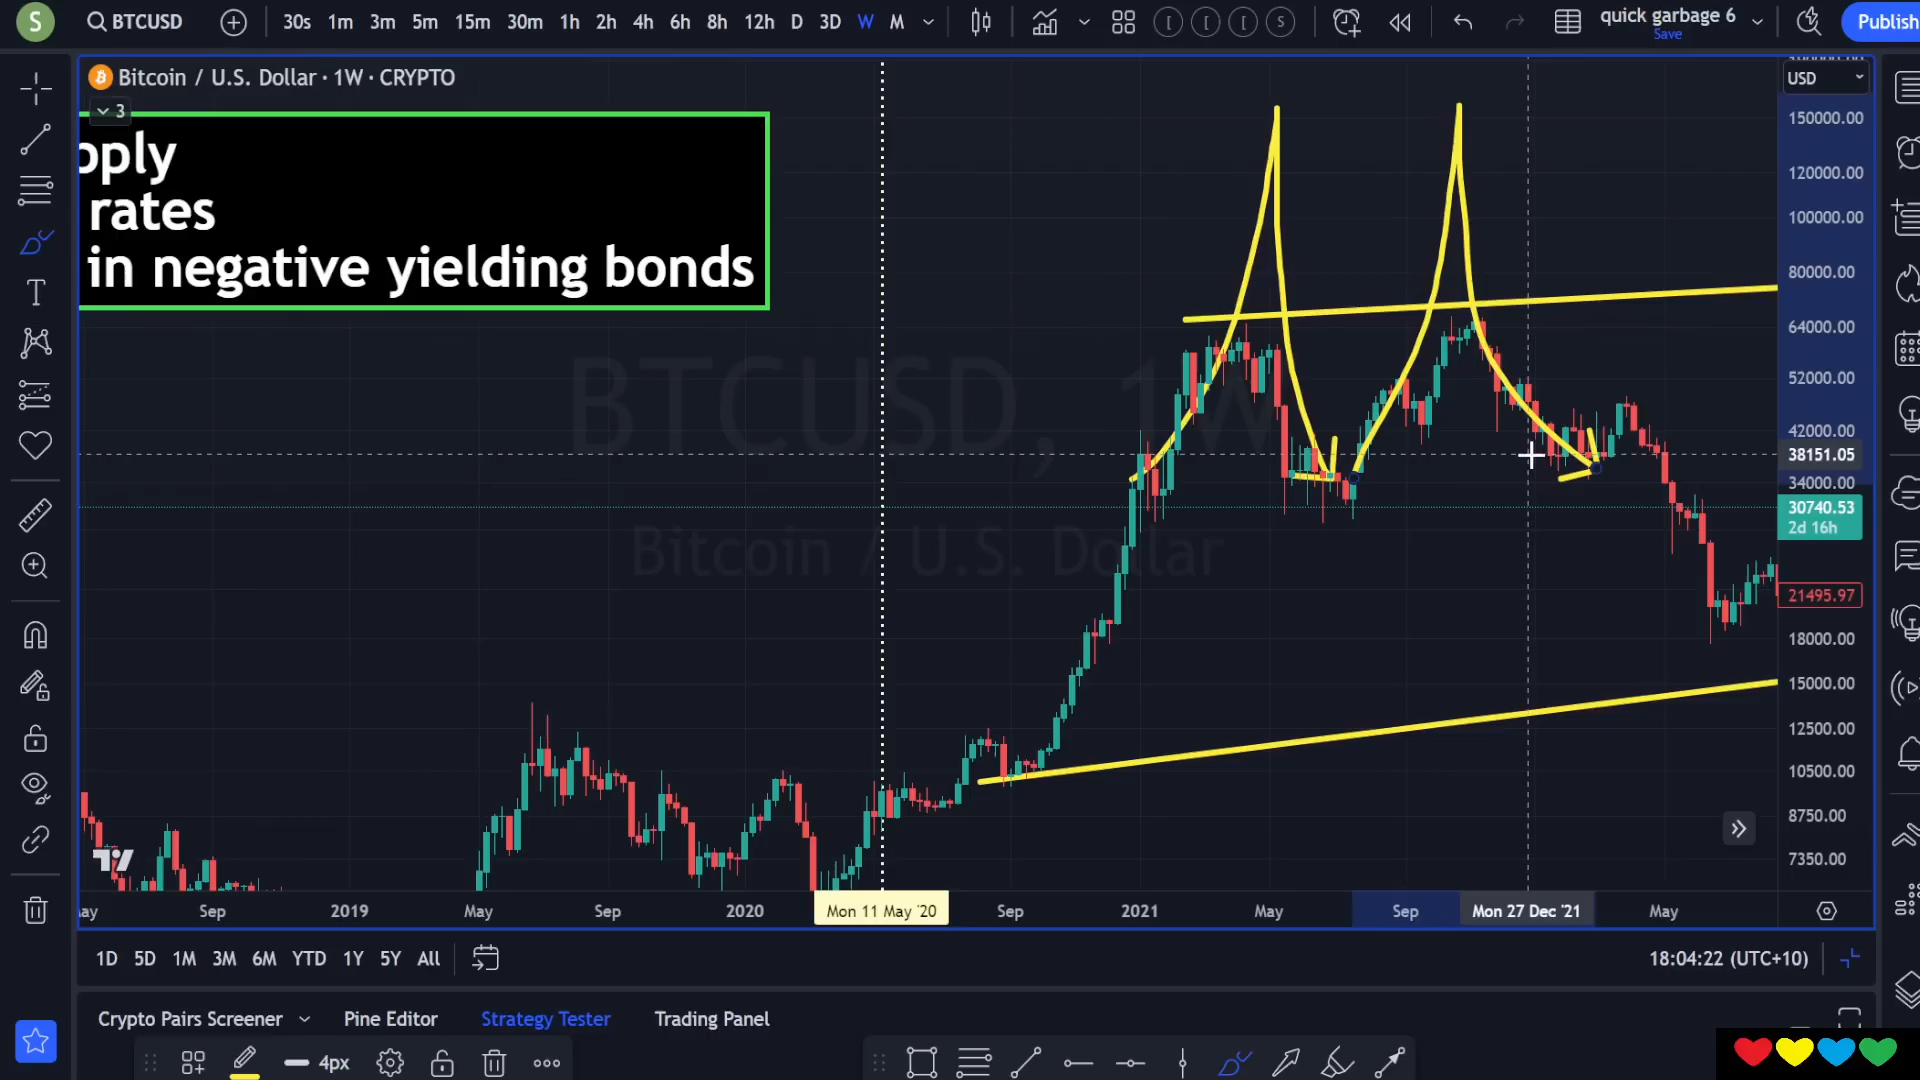 S
BTCUSD
30s 1m 3m 5m 15m 30m 1h 2h 4h 6h 8h 12h D 3D W M
[ [ [ S
quick garbage 6
Save
Publish
Bitcoin / U.S. Dollar · 1W · CRYPTO
USD
3
pply
rates
in negative yielding bonds
BTCUSD, 1W
Bitcoin / U.S. Dollar
150000.00
120000.00
100000.00
80000.00
64000.00
52000.00
42000.00
38151.05
34000.00
30740.53
2d 16h
21495.97
18000.00
15000.00
12500.00
10500.00
8750.00
7350.00
ay Sep 2019 May Sep 2020 Mon 11 May '20 Sep 2021 May Sep Mon 27 Dec '21 May
1D 5D 1M 3M 6M YTD 1Y 5Y All
18:04:22 (UTC+10)
Crypto Pairs Screener Pine Editor Strategy Tester Trading Panel
4px